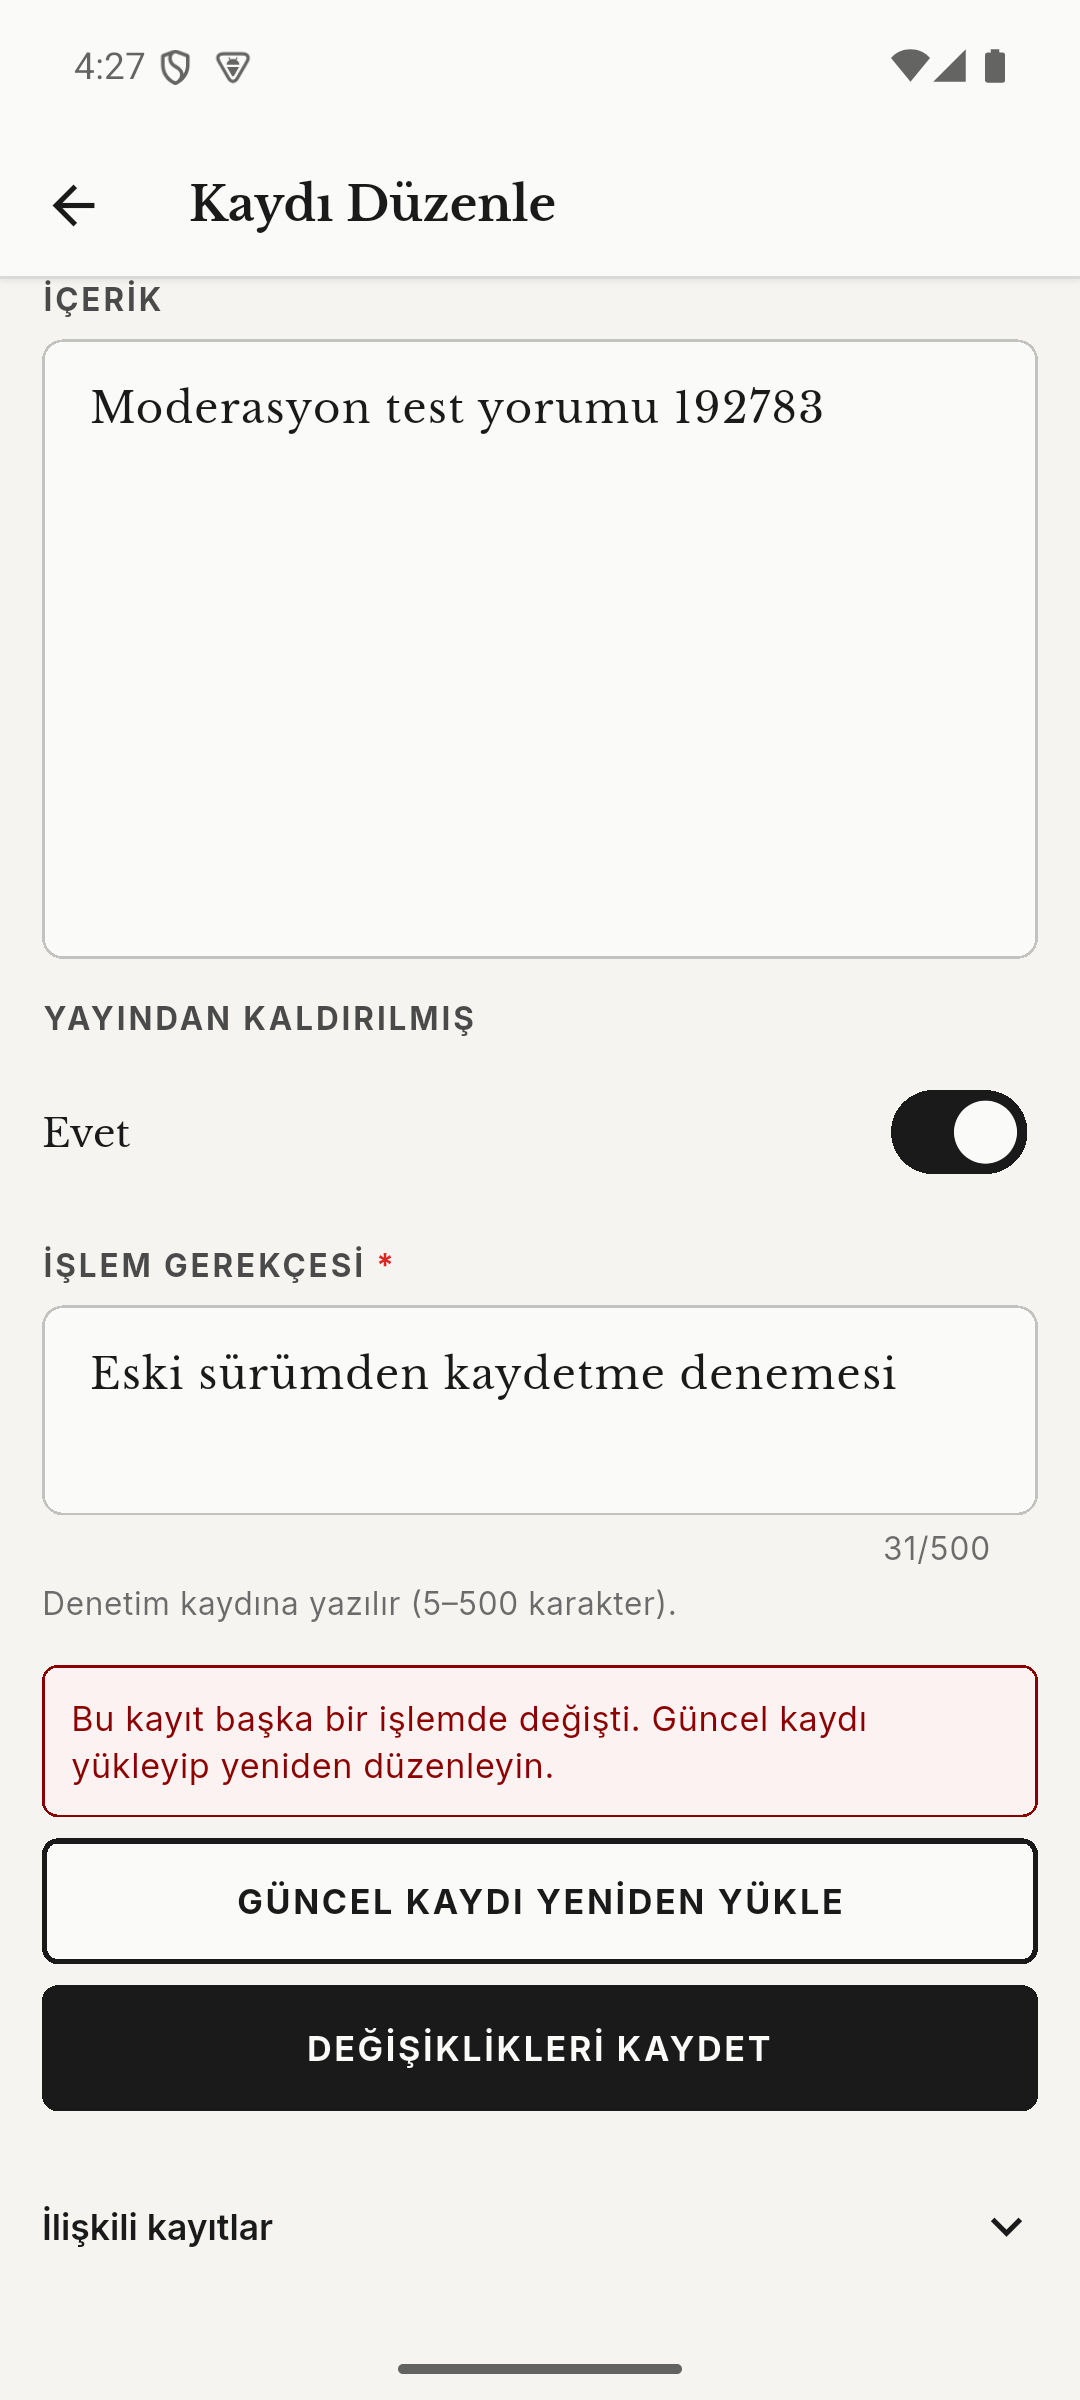 4:27
Kaydı Düzenle
İÇERİK
Moderasyon test yorumu 192783
YAYINDAN KALDIRILMIŞ
Evet
İŞLEM GEREKÇESİ *
Eski sürümden kaydetme denemesi
31/500
Denetim kaydına yazılır (5–500 karakter).
Bu kayıt başka bir işlemde değişti. Güncel kaydı
yükleyip yeniden düzenleyin.
GÜNCEL KAYDI YENİDEN YÜKLE
DEĞİŞİKLİKLERİ KAYDET
İlişkili kayıtlar